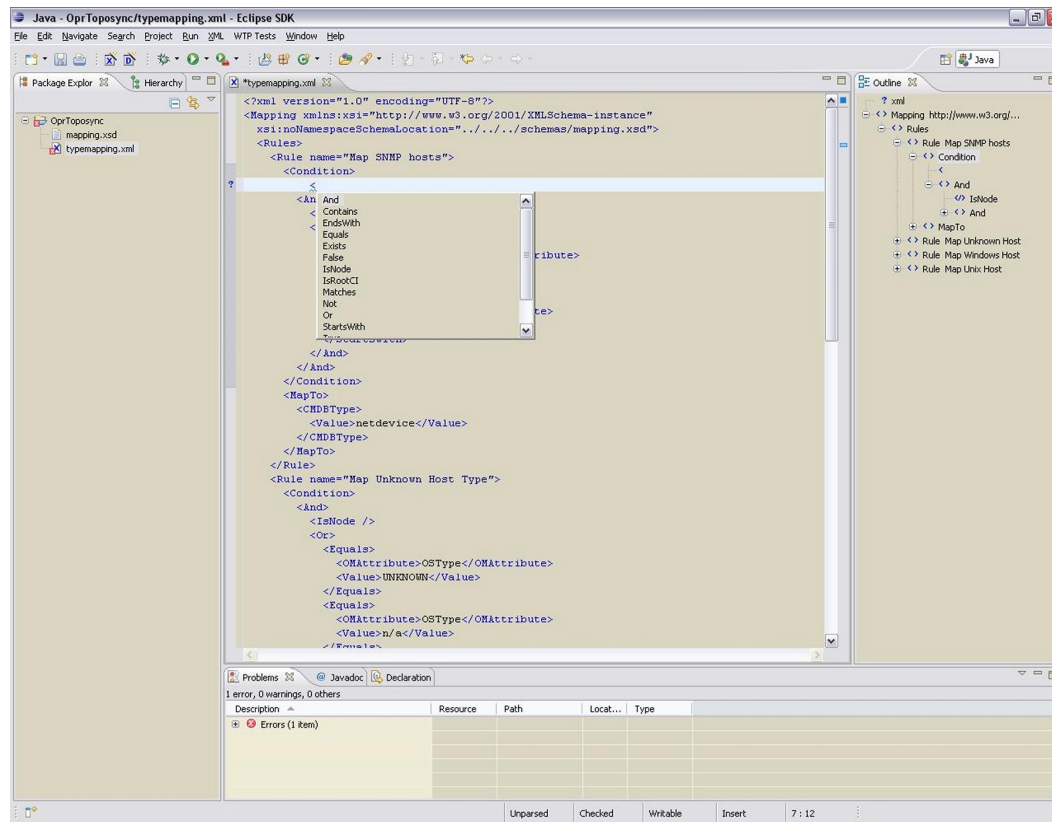 Java - OprToposync/typemapping.xml - Eclipse SDK
File Edit Navigate Search Project Run XML WTP Tests Window Help
Java
Package Explor
Hierarchy
OprToposync
mapping.xsd
typemapping.xml
*typemapping.xml
<?xml version="1.0" encoding="UTF-8"?>
<Mapping xmlns:xsi="http://www.w3.org/2001/XMLSchema-instance"
xsi:noNamespaceSchemaLocation="../../../schemas/mapping.xsd">
<Rules>
<Rule name="Map SNMP hosts">
<Condition>
<
<An
<
<
And
Contains
EndsWith
Equals
Exists
False
IsNode
IsRootCI
Matches
Not
Or
StartsWith
ribute>
te>
</StartsWith>
</And>
</And>
</Condition>
<MapTo>
<CMDBType>
<Value>netdevice</Value>
</CMDBType>
</MapTo>
</Rule>
<Rule name="Map Unknown Host Type">
<Condition>
<And>
<IsNode />
<Or>
<Equals>
<OMAttribute>OSType</OMAttribute>
<Value>UNKNOWN</Value>
</Equals>
<Equals>
<OMAttribute>OSType</OMAttribute>
<Value>n/a</Value>
</Equals>
Outline
? xml
Mapping http://www.w3.org/...
<> Rules
<> Rule Map SNMP hosts
<> Condition
<
<> And
</> IsNode
<> And
<> MapTo
<> Rule Map Unknown Host
<> Rule Map Windows Host
<> Rule Map Unix Host
Problems @ Javadoc Declaration
1 error, 0 warnings, 0 others
Description Resource Path Locat... Type
Errors (1 item)
Unparsed Checked Writable Insert 7 : 12